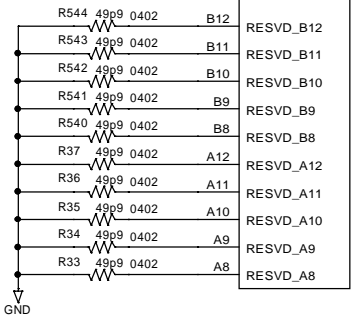 R544 49p9 0402 B12 RESVD_B12
R543 49p9 0402 B11 RESVD_B11
R542 49p9 0402 B10 RESVD_B10
R541 49p9 0402 B9 RESVD_B9
R540 49p9 0402 B8 RESVD_B8
R37 49p9 0402 A12 RESVD_A12
R36 49p9 0402 A11 RESVD_A11
R35 49p9 0402 A10 RESVD_A10
R34 49p9 0402 A9 RESVD_A9
R33 49p9 0402 A8 RESVD_A8
GND